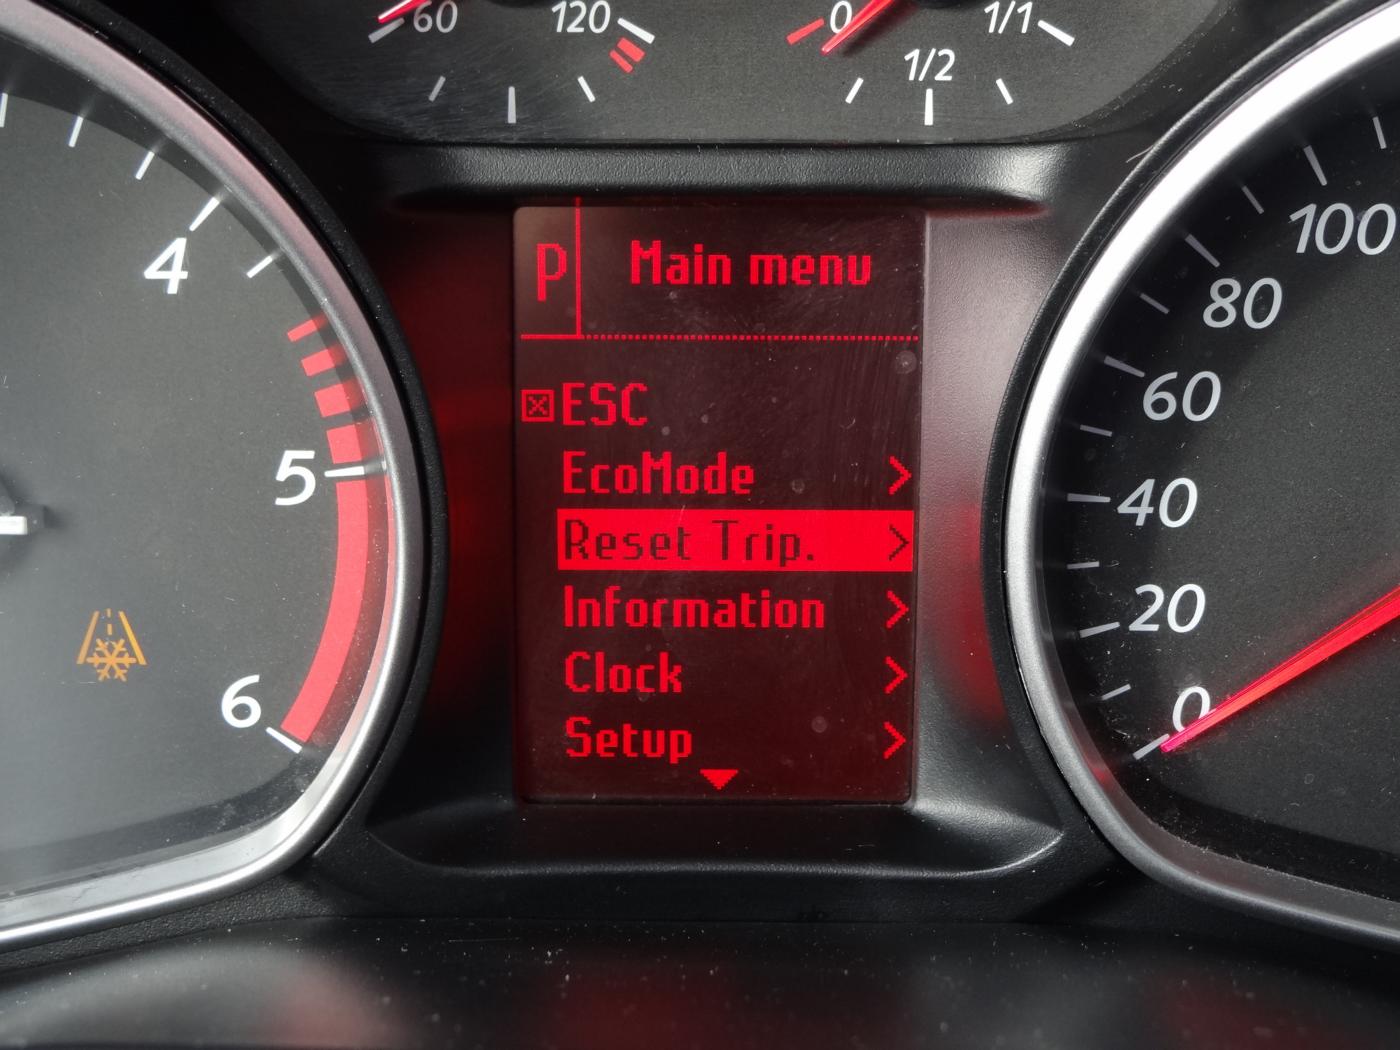 60 120 0 1/2 1/1
P Main menu
ESC
EcoMode >
Reset Trip. >
Information >
Clock >
Setup >
4
5
6
100
80
60
40
20
0